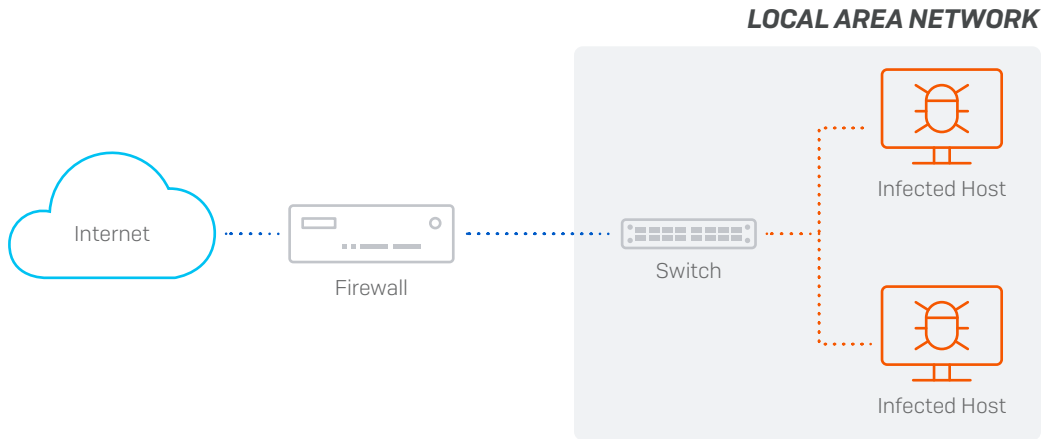 LOCAL AREA NETWORK
Infected Host
Internet
Switch
Firewall
Infected Host